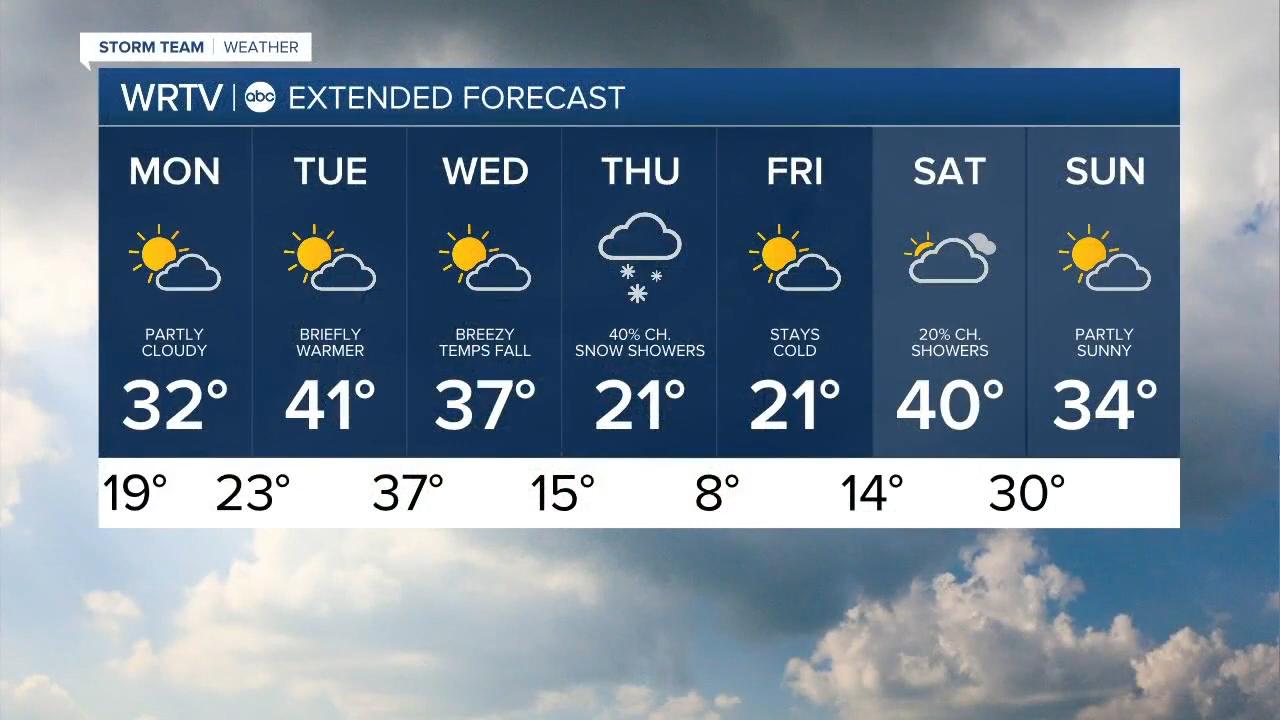 STORM TEAM | WEATHER
WRTV | abc EXTENDED FORECAST
MON TUE WED THU FRI SAT SUN
PARTLY CLOUDY
BRIEFLY WARMER
BREEZY TEMPS FALL
40% CH. SNOW SHOWERS
STAYS COLD
20% CH. SHOWERS
PARTLY SUNNY
32° 41° 37° 21° 21° 40° 34°
19° 23° 37° 15° 8° 14° 30°